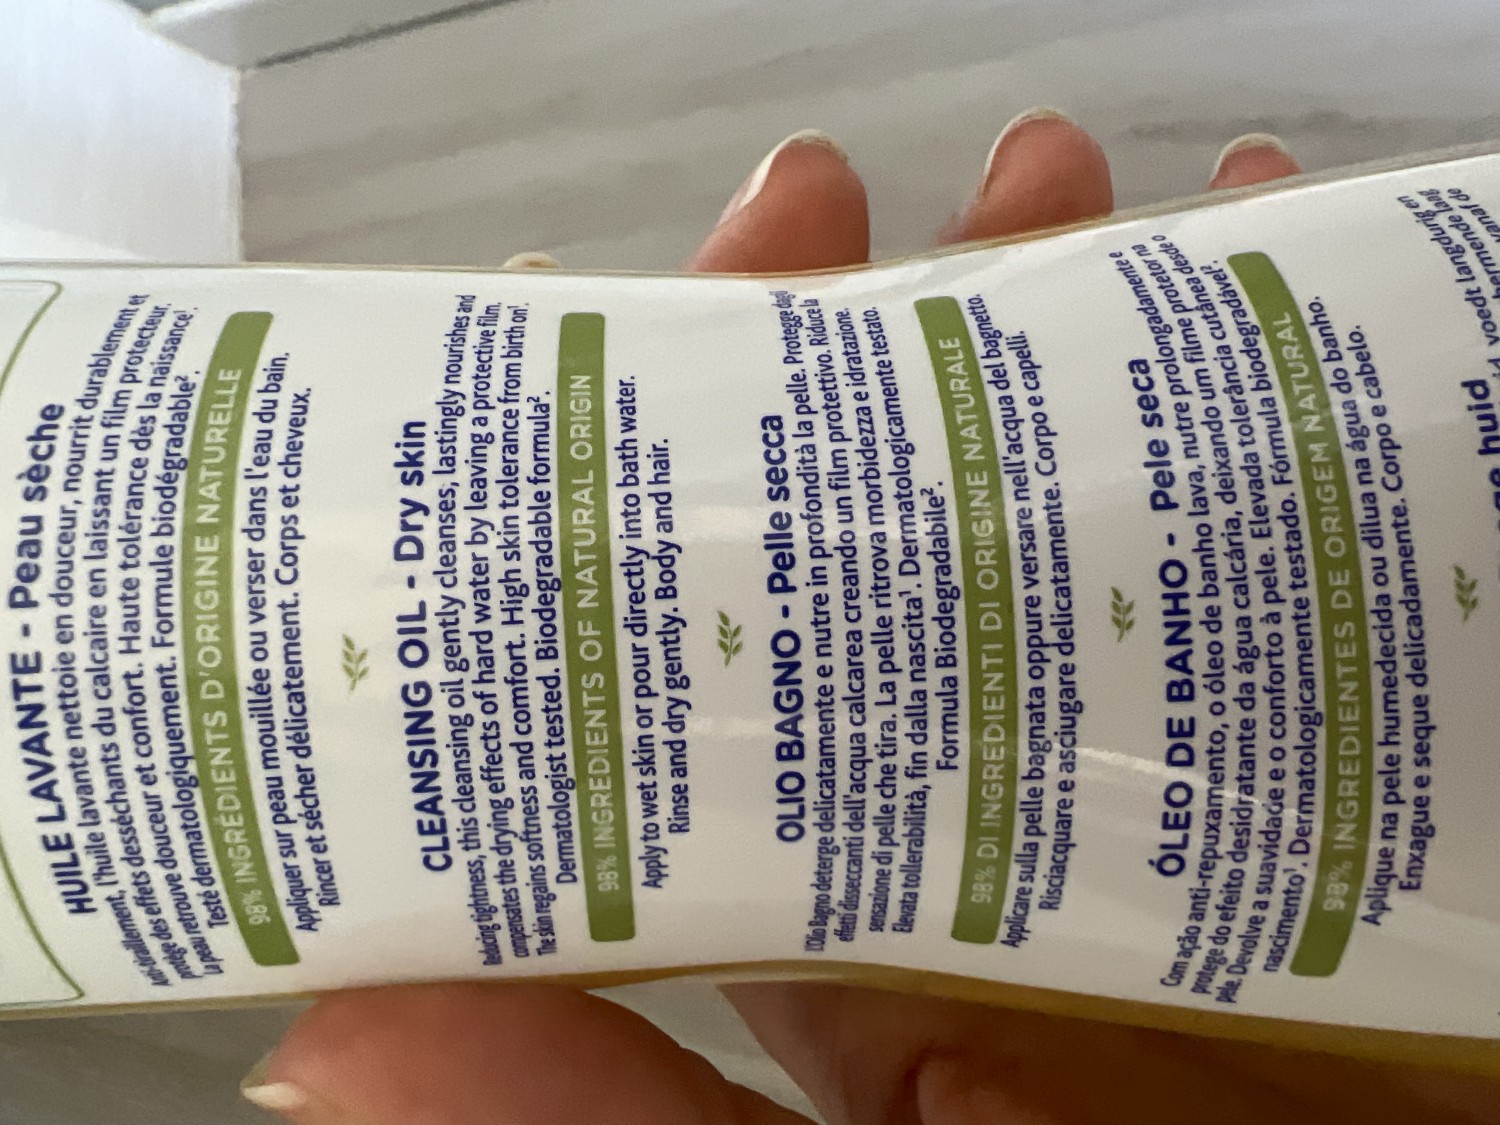 HUILE LAVANTE - Peau sèche
Anti-tiraillement, l'huile lavante nettoie en douceur, nourrit durablement et
protège des effets desséchants du calcaire en laissant un film protecteur.
La peau retrouve douceur et confort. Haute tolérance dès la naissance¹.
Testé dermatologiquement. Formule biodégradable².
98% INGRÉDIENTS D'ORIGINE NATURELLE
Appliquer sur peau mouillée ou verser dans l'eau du bain.
Rincer et sécher délicatement. Corps et cheveux.
CLEANSING OIL - Dry skin
Reducing tightness, this cleansing oil gently cleanses, lastingly nourishes and
compensates the drying effects of hard water by leaving a protective film.
The skin regains softness and comfort. High skin tolerance from birth on¹.
Dermatologist tested. Biodegradable formula².
98% INGREDIENTS OF NATURAL ORIGIN
Apply to wet skin or pour directly into bath water.
Rinse and dry gently. Body and hair.
OLIO BAGNO - Pelle secca
L'Olio Bagno deterge delicatamente e nutre in profondità la pelle. Protegge dagli
effetti disseccanti dell'acqua calcarea creando un film protettivo. Riduce la
sensazione di pelle che tira. La pelle ritrova morbidezza e idratazione.
Elevata tollerabilità, fin dalla nascita¹. Dermatologicamente testato.
Formula Biodegradabile².
98% DI INGREDIENTI DI ORIGINE NATURALE
Applicare sulla pelle bagnata oppure versare nell'acqua del bagnetto.
Risciacquare e asciugare delicatamente. Corpo e capelli.
ÓLEO DE BANHO - Pele seca
Com ação anti-repuxamento, o óleo de banho lava, nutre prolongadamente e
protege do efeito desidratante da água calcária, deixando um filme protetor na
pele. Devolve a suavidade e o conforto à pele. Elevada tolerância cutânea desde o
nascimento¹. Dermatologicamente testado. Fórmula biodegradável².
98% INGREDIENTES DE ORIGEM NATURAL
Aplique na pele humedecida ou dilua na água do banho.
Enxague e seque delicadamente. Corpo e cabelo.
huid
voedt langdurig en
vanaf de